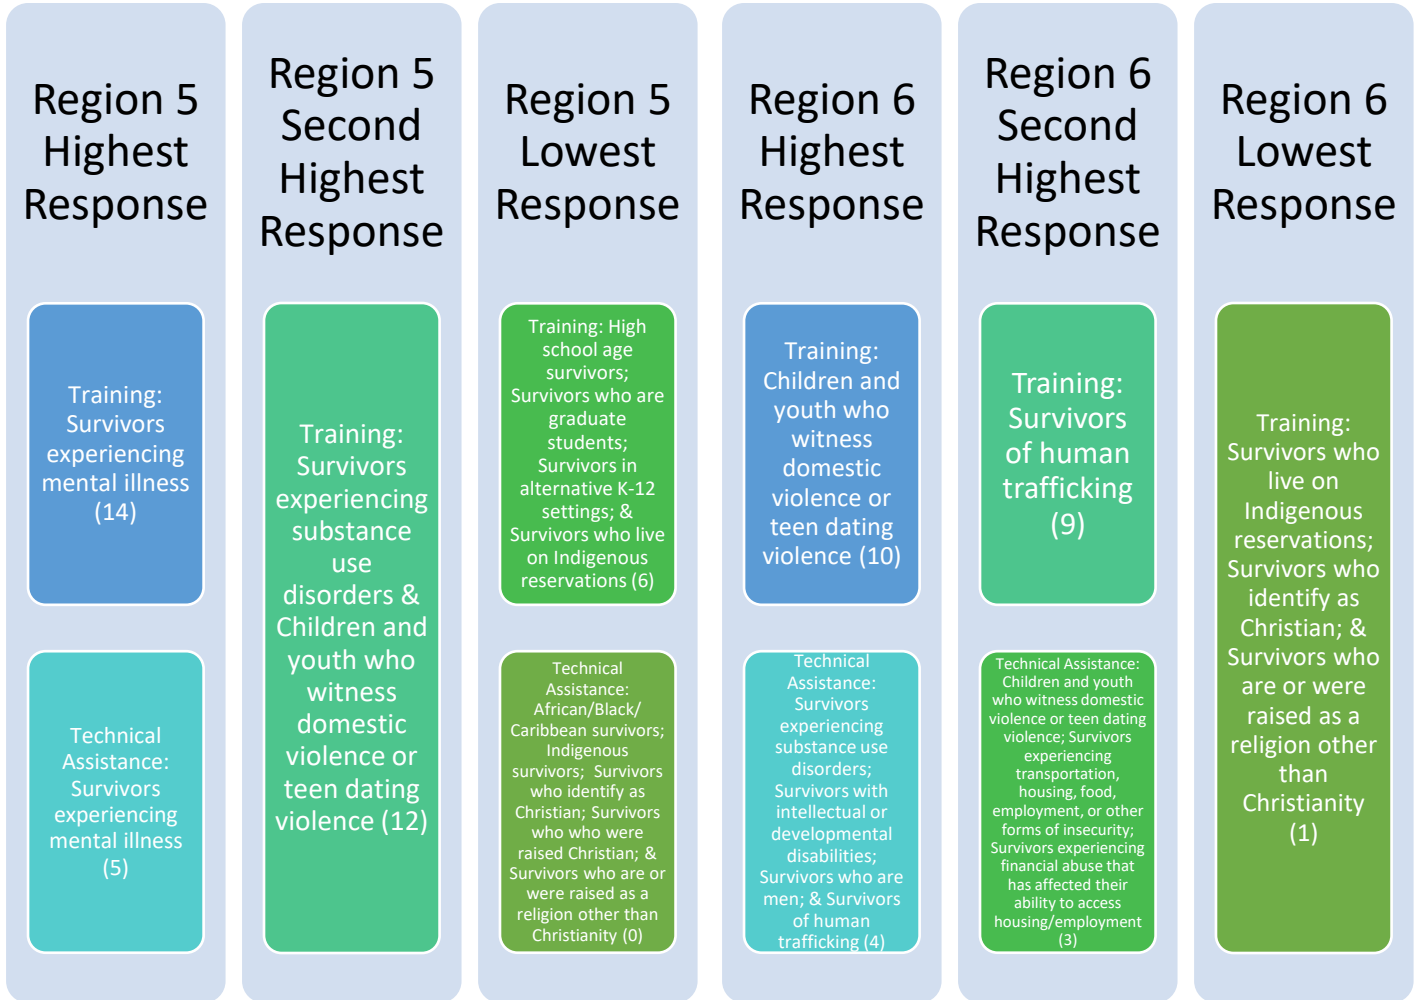 Region 5
Highest
Response
Training:
Survivors
experiencing
mental illness
(14)
Technical
Assistance:
Survivors
experiencing
mental illness
(5)
Region 5
Second
Highest
Response
Training:
Survivors
experiencing
substance
use
disorders &
Children and
youth who
witness
domestic
violence or
teen dating
violence (12)
Region 5
Lowest
Response
Training: High
school age
survivors;
Survivors who are
graduate
students;
Survivors in
alternative K-12
settings; &
Survivors who live
on Indigenous
reservations (6)
Technical
Assistance:
African/Black/
Caribbean survivors;
Indigenous
survivors; Survivors
who identify as
Christian; Survivors
who who were
raised Christian; &
Survivors who are or
were raised as a
religion other than
Christianity (0)
Region 6
Highest
Response
Training:
Children and
youth who
witness
domestic
violence or
teen dating
violence (10)
Technical
Assistance:
Survivors
experiencing
substance use
disorders;
Survivors with
intellectual or
developmental
disabilities;
Survivors who are
men; & Survivors
of human
trafficking (4)
Region 6
Second
Highest
Response
Training:
Survivors
of human
trafficking
(9)
Technical Assistance:
Children and youth
who witness domestic
violence or teen dating
violence; Survivors
experiencing
transportation,
housing, food,
employment, or other
forms of insecurity;
Survivors experiencing
financial abuse that
has affected their
ability to access
housing/employment
(3)
Region 6
Lowest
Response
Training:
Survivors who
live on
Indigenous
reservations;
Survivors who
identify as
Christian; &
Survivors who
are or were
raised as a
religion other
than
Christianity
(1)